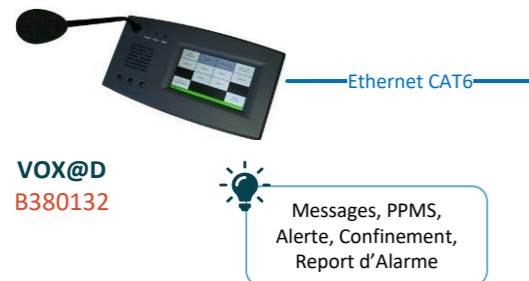 Ethernet CAT6
VOX@D
B380132
Messages, PPMS,
Alerte, Confinement,
Report d’Alarme